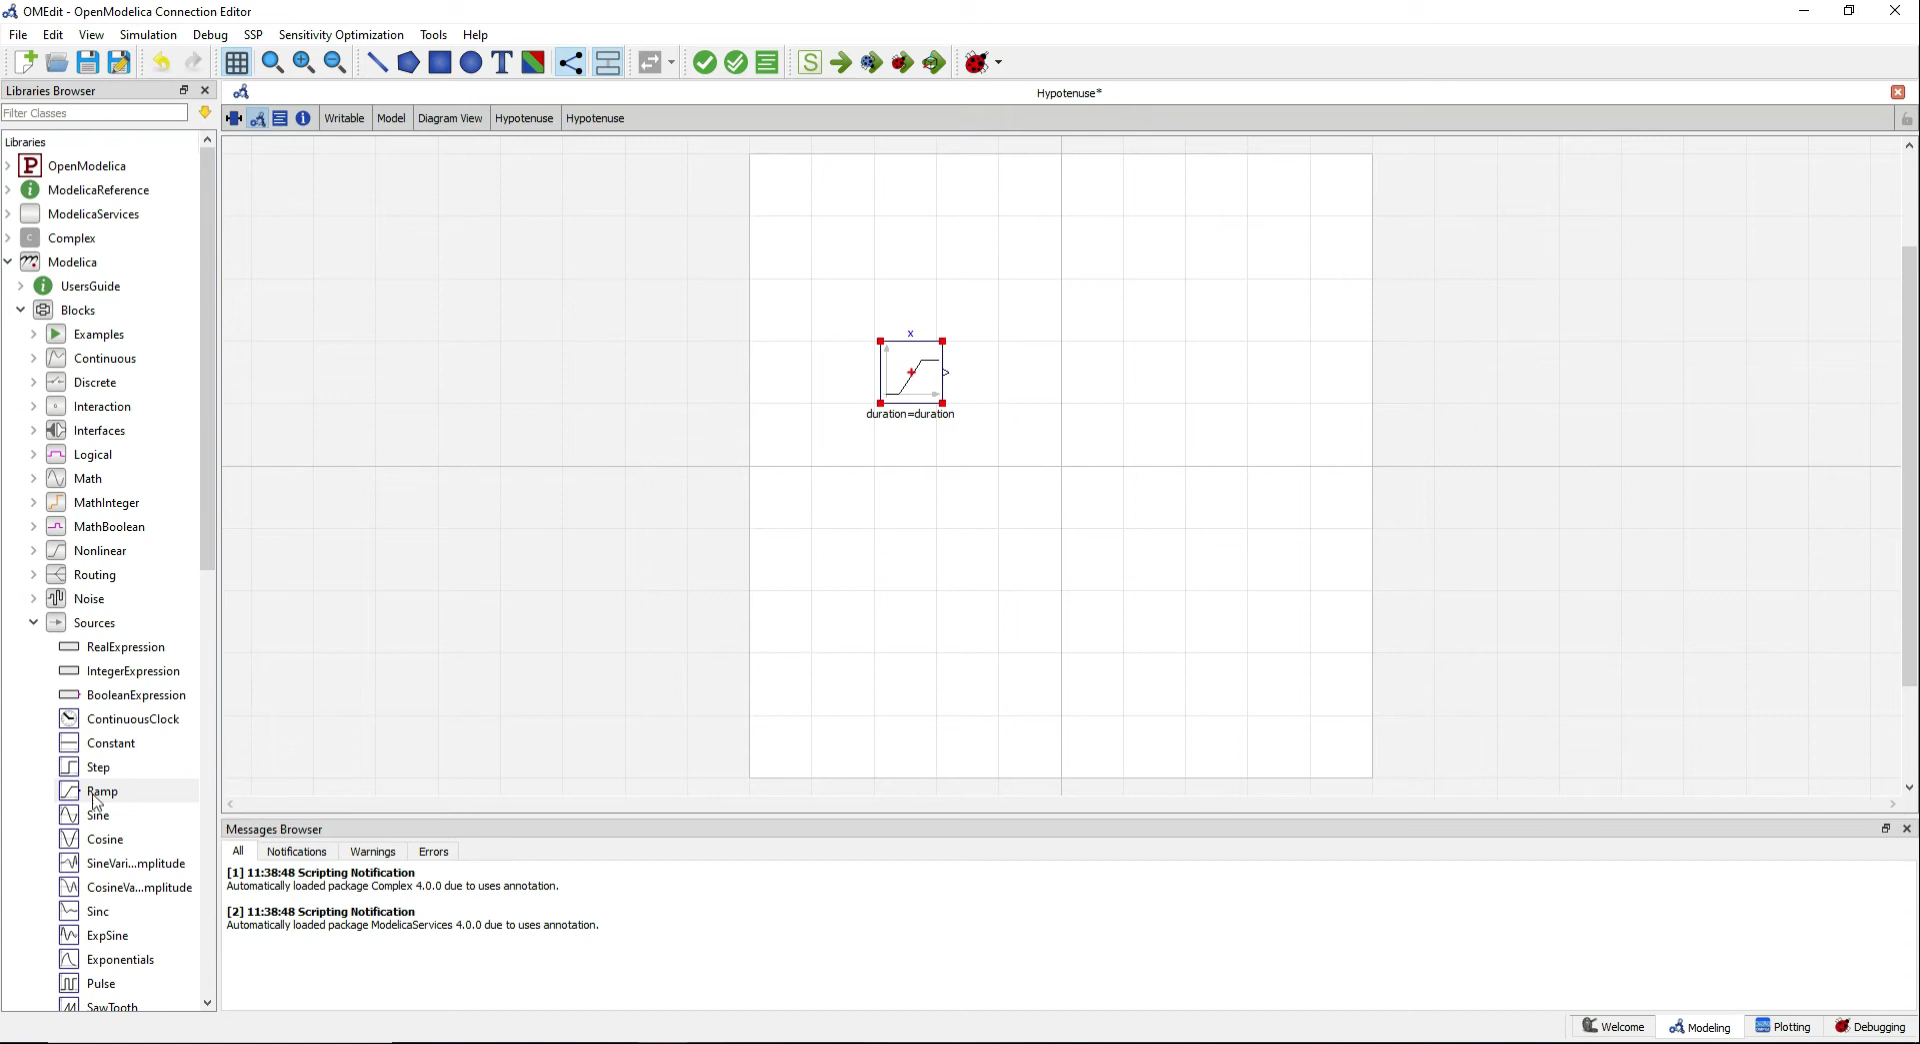 OMEdit - OpenModelica Connection Editor
File Edit View Simulation Debug SSP Sensitivity Optimization Tools Help
Libraries Browser
Filter Classes
Libraries
OpenModelica
ModelicaReference
ModelicaServices
Complex
Modelica
UsersGuide
Blocks
Examples
Continuous
Discrete
Interaction
Interfaces
Logical
Math
MathInteger
MathBoolean
Nonlinear
Routing
Noise
Sources
RealExpression
IntegerExpression
BooleanExpression
ContinuousClock
Constant
Step
Ramp
Sine
Cosine
SineVari...mplitude
CosineVa...mplitude
Sinc
ExpSine
Exponentials
Pulse
SawTooth
Hypotenuse*
Writable Model Diagram View Hypotenuse Hypotenuse
x
duration=duration
Messages Browser
All Notifications Warnings Errors
[1] 11:38:48 Scripting Notification
Automatically loaded package Complex 4.0.0 due to uses annotation.
[2] 11:38:48 Scripting Notification
Automatically loaded package ModelicaServices 4.0.0 due to uses annotation.
Welcome Modeling Plotting Debugging